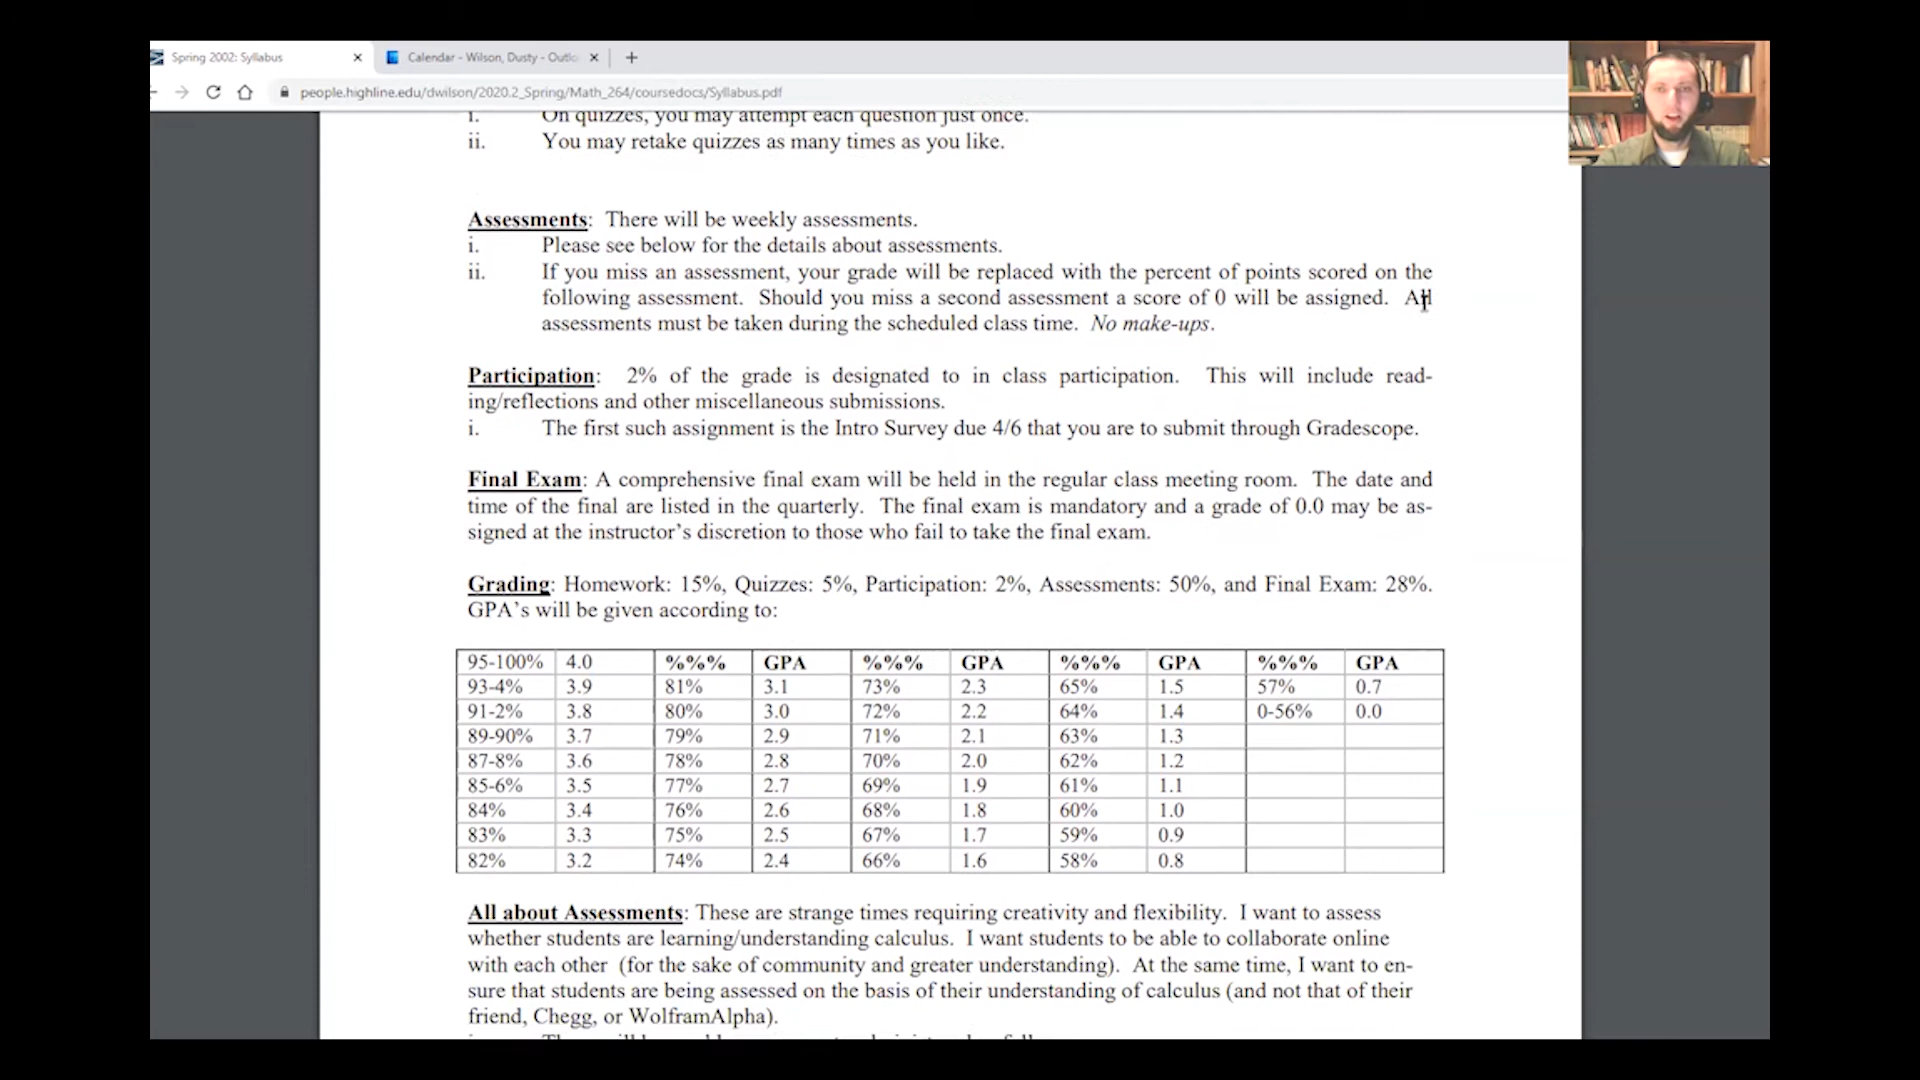 Spring 2002: Syllabus
Calendar - Wilson, Dusty - Outlo
people.highline.edu/dwilson/2020.2_Spring/Math_264/coursedocs/Syllabus.pdf
i. On quizzes, you may attempt each question just once.
ii. You may retake quizzes as many times as you like.
Assessments: There will be weekly assessments.
i. Please see below for the details about assessments.
ii. If you miss an assessment, your grade will be replaced with the percent of points scored on the
following assessment. Should you miss a second assessment a score of 0 will be assigned. All
assessments must be taken during the scheduled class time. No make-ups.
Participation: 2% of the grade is designated to in class participation. This will include read-
ing/reflections and other miscellaneous submissions.
i. The first such assignment is the Intro Survey due 4/6 that you are to submit through Gradescope.
Final Exam: A comprehensive final exam will be held in the regular class meeting room. The date and
time of the final are listed in the quarterly. The final exam is mandatory and a grade of 0.0 may be as-
signed at the instructor's discretion to those who fail to take the final exam.
Grading: Homework: 15%, Quizzes: 5%, Participation: 2%, Assessments: 50%, and Final Exam: 28%.
GPA's will be given according to:
95-100% 4.0 %%% GPA %%% GPA %%% GPA %%% GPA
93-4% 3.9 81% 3.1 73% 2.3 65% 1.5 57% 0.7
91-2% 3.8 80% 3.0 72% 2.2 64% 1.4 0-56% 0.0
89-90% 3.7 79% 2.9 71% 2.1 63% 1.3
87-8% 3.6 78% 2.8 70% 2.0 62% 1.2
85-6% 3.5 77% 2.7 69% 1.9 61% 1.1
84% 3.4 76% 2.6 68% 1.8 60% 1.0
83% 3.3 75% 2.5 67% 1.7 59% 0.9
82% 3.2 74% 2.4 66% 1.6 58% 0.8
All about Assessments: These are strange times requiring creativity and flexibility. I want to assess
whether students are learning/understanding calculus. I want students to be able to collaborate online
with each other (for the sake of community and greater understanding). At the same time, I want to en-
sure that students are being assessed on the basis of their understanding of calculus (and not that of their
friend, Chegg, or WolframAlpha).